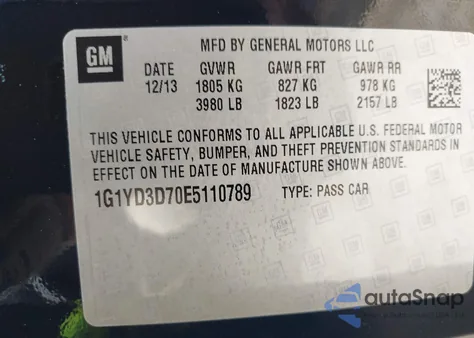 GM
MFD BY GENERAL MOTORS LLC
DATE GVWR GAWR FRT GAWR RR
12/13 1805 KG 827 KG 978 KG
3980 LB 1823 LB 2157 LB
THIS VEHICLE CONFORMS TO ALL APPLICABLE U.S. FEDERAL MOTOR
VEHICLE SAFETY, BUMPER, AND THEFT PREVENTION STANDARDS IN
EFFECT ON THE DATE OF MANUFACTURE SHOWN ABOVE.
1G1YD3D70E5110789 TYPE: PASS CAR
autoSnap